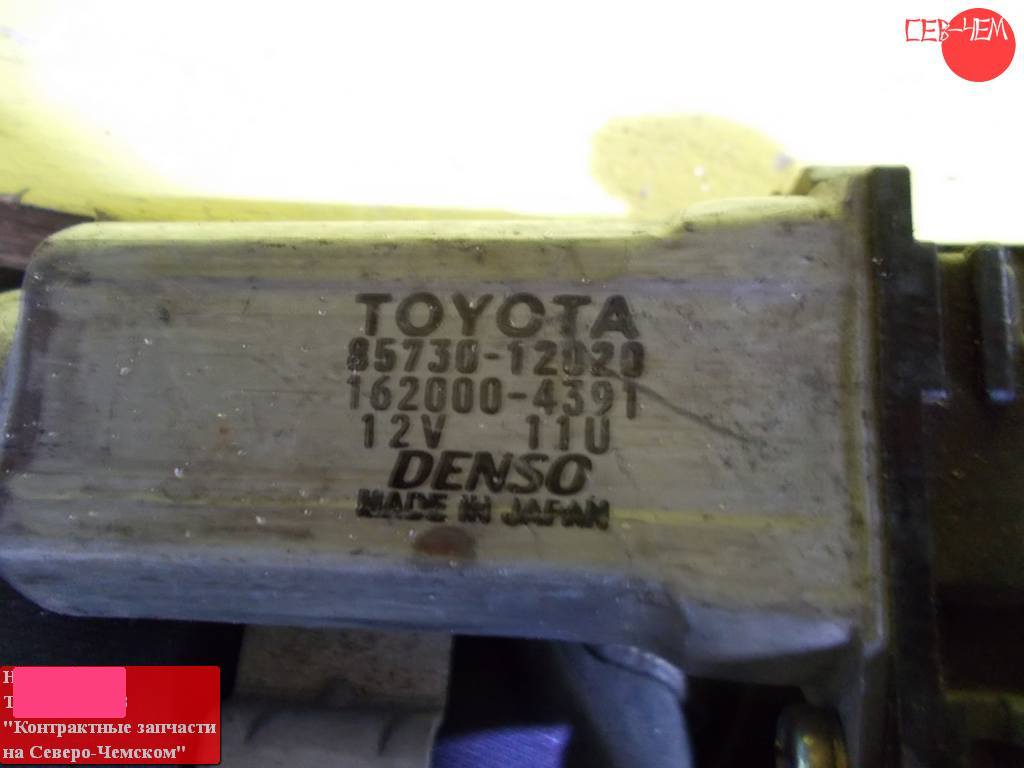 СЕВ-ЧЕМ
TOYOTA
85730-12020
162000-4391
12V 11U
DENSO
MADE IN JAPAN
"Контрактные запчасти
на Северо-Чемском"